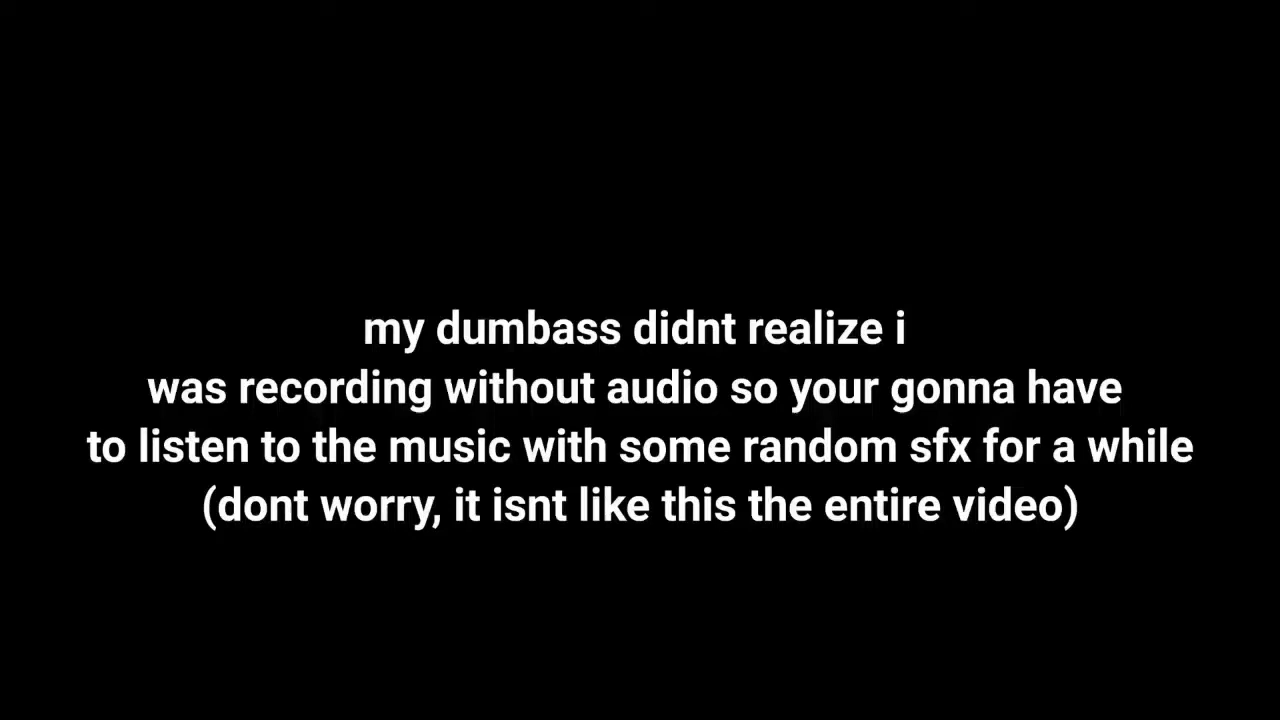 my dumbass didnt realize i
was recording without audio so your gonna have
to listen to the music with some random sfx for a while
(dont worry, it isnt like this the entire video)